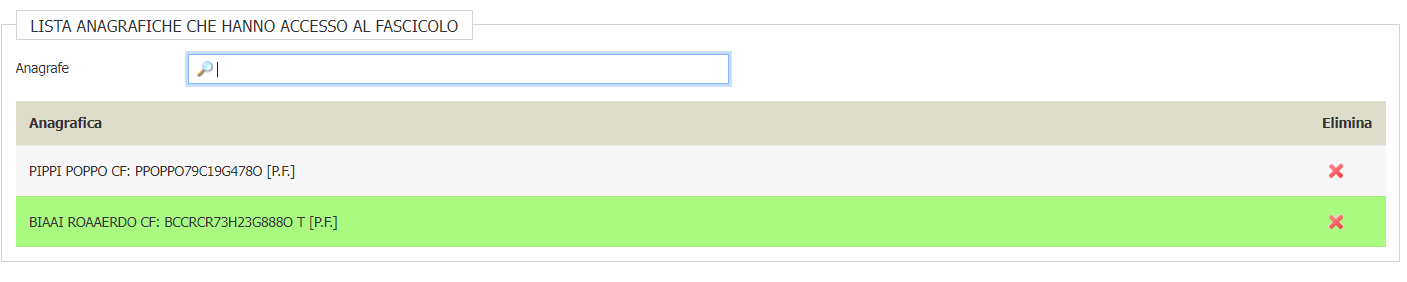 LISTA ANAGRAFICHE CHE HANNO ACCESSO AL FASCICOLO
Anagrafe
Anagrafica Elimina
PIPPI POPPO CF: PPOPPO79C19G478O [P.F.]
BIAAI ROAAERDO CF: BCCRCR73H23G888O T [P.F.]